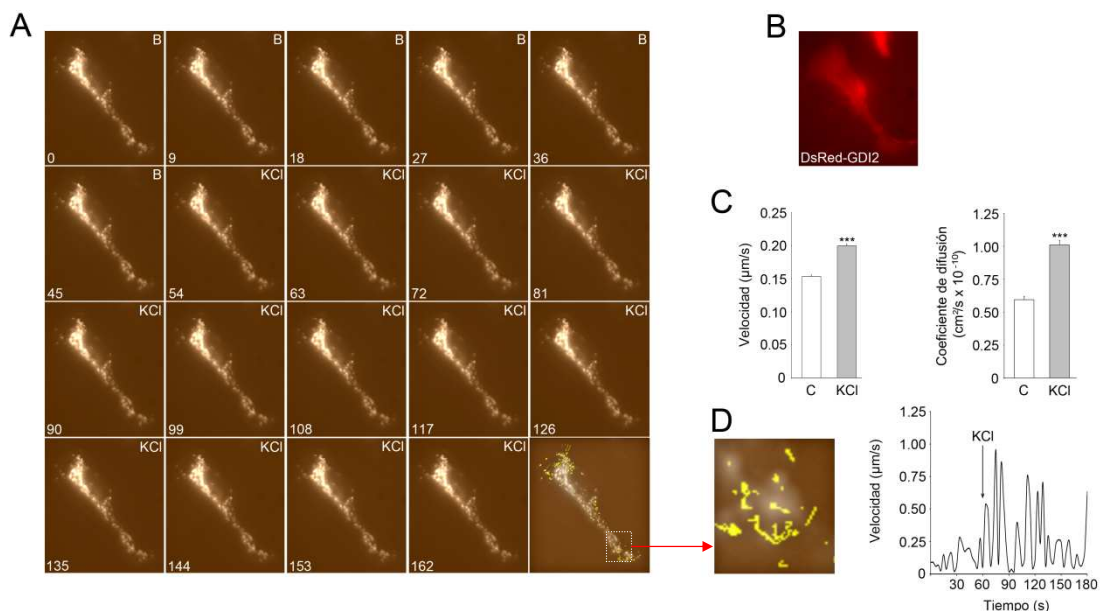 A
B
B
B
B
B
0
9
18
27
36
B
KCl
KCl
KCl
KCl
45
54
63
72
81
KCl
KCl
KCl
KCl
KCl
90
99
108
117
126
KCl
KCl
KCl
KCl
135
144
153
162
B
DsRed-GDI2
C
Velocidad (µm/s)
0.25
0.20
0.15
0.10
0.05
0
***
C
KCl
Coeficiente de difusión
(cm²/s x 10⁻¹⁰)
1.25
1.00
0.75
0.50
0.25
0
***
C
KCl
D
Velocidad (µm/s)
1.25
1.00
0.75
0.50
0.25
0
KCl
30
60
90
120
150
180
Tiempo (s)